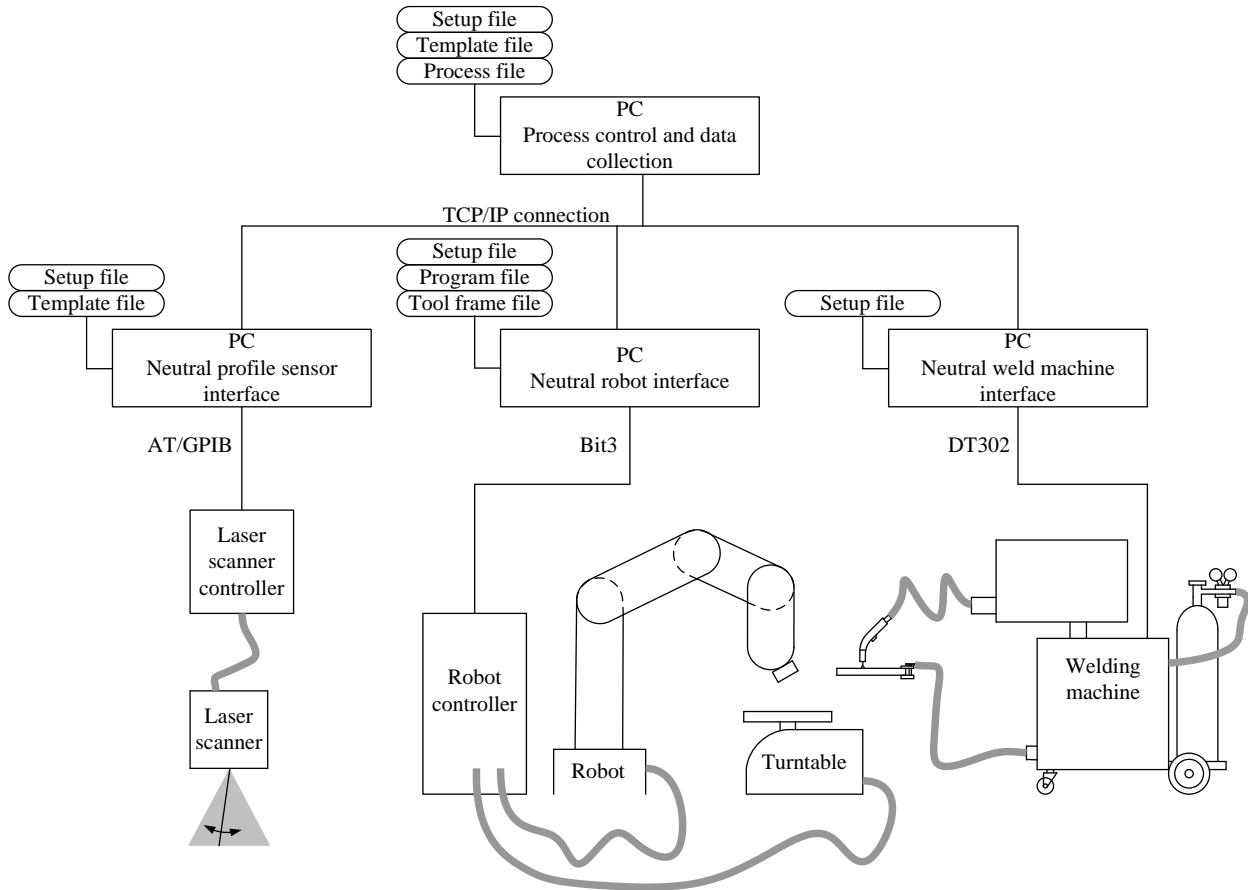 Setup file
Template file
Process file
PC
Process control and data
collection
TCP/IP connection
Setup file
Template file
PC
Neutral profile sensor
interface
Setup file
Program file
Tool frame file
PC
Neutral robot interface
Setup file
PC
Neutral weld machine
interface
AT/GPIB
Bit3
DT302
Laser
scanner
controller
Laser
scanner
Robot
controller
Robot
Turntable
Welding
machine